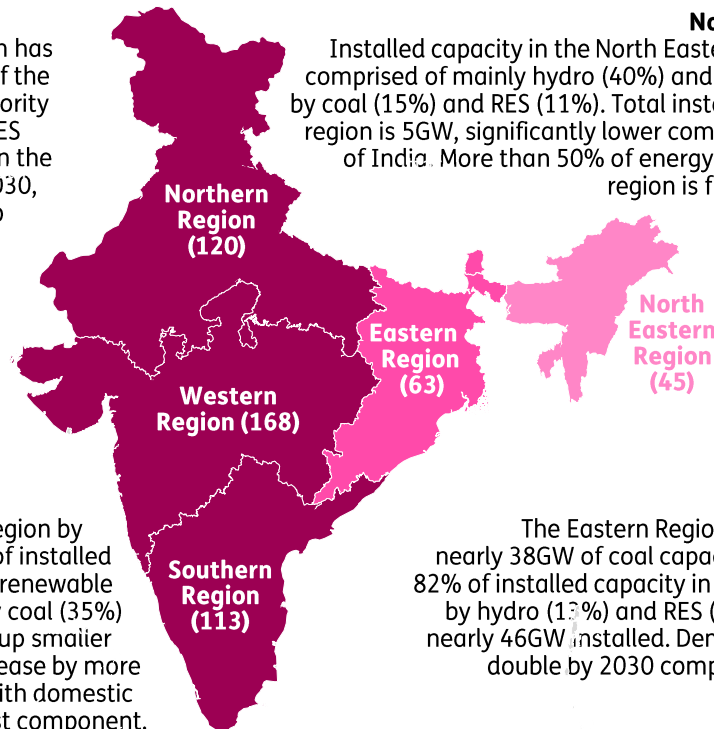 n has
f the
ority
ES
n the
030,
No
Installed capacity in the North Easte
comprised of mainly hydro (40%) and
by coal (15%) and RES (11%). Total inst
region is 5GW, significantly lower com
of India. More than 50% of energy
region is f
Northern
Region
(120)
Eastern
Region
(63)
North
Eastern
Region
(45)
Western
Region (168)
Southern
Region
(113)
egion by
of installed
renewable
coal (35%)
up smaller
ease by more
ith domestic
st component.
The Eastern Regio
nearly 38GW of coal capac
82% of installed capacity in
by hydro (13%) and RES (
nearly 46GW installed. Den
double by 2030 comp